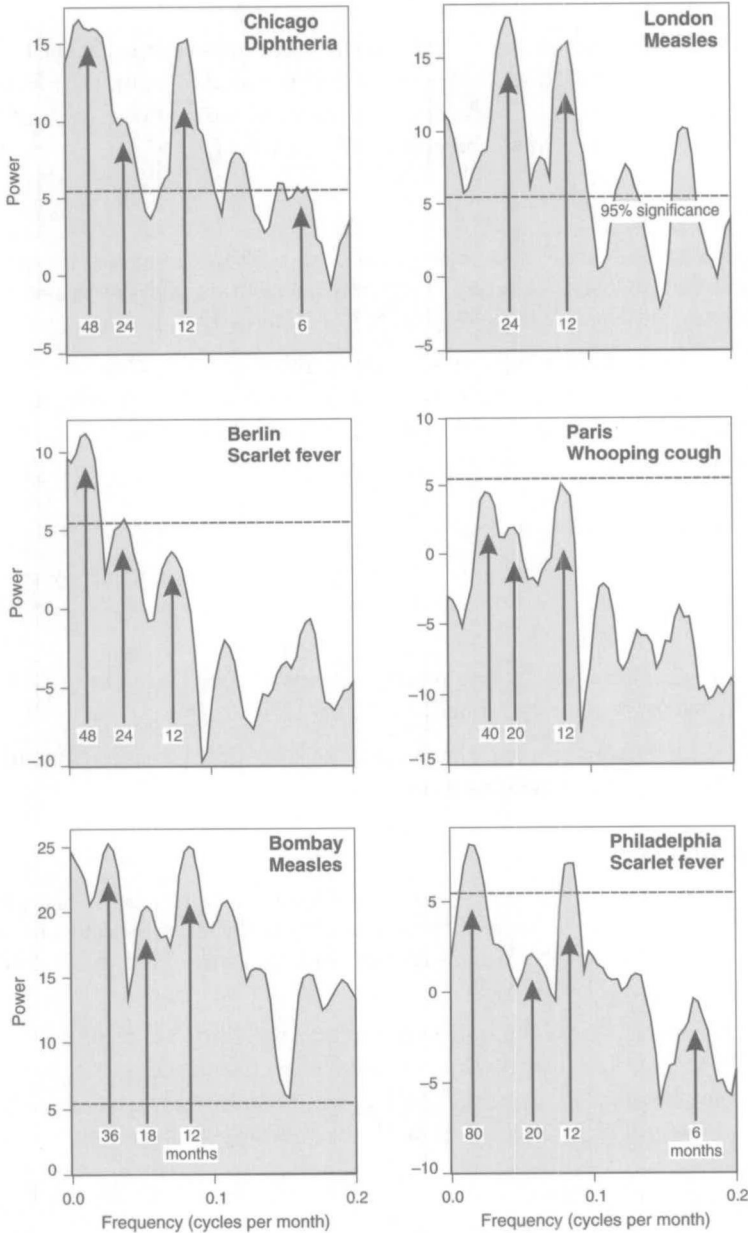 Chicago
Diphtheria
Power
15
10
5
0
−5
48
24
12
6
London
Measles
15
10
5
0
−5
95% significance
24
12
Berlin
Scarlet fever
Power
10
5
0
−5
−10
48
24
12
Paris
Whooping cough
10
5
0
−5
−10
−15
40
20
12
Bombay
Measles
Power
25
20
15
10
5
0
36
18
12
months
0.0
0.1
0.2
Frequency (cycles per month)
Philadelphia
Scarlet fever
5
0
−5
−10
80
20
12
6
months
0.0
0.1
0.2
Frequency (cycles per month)